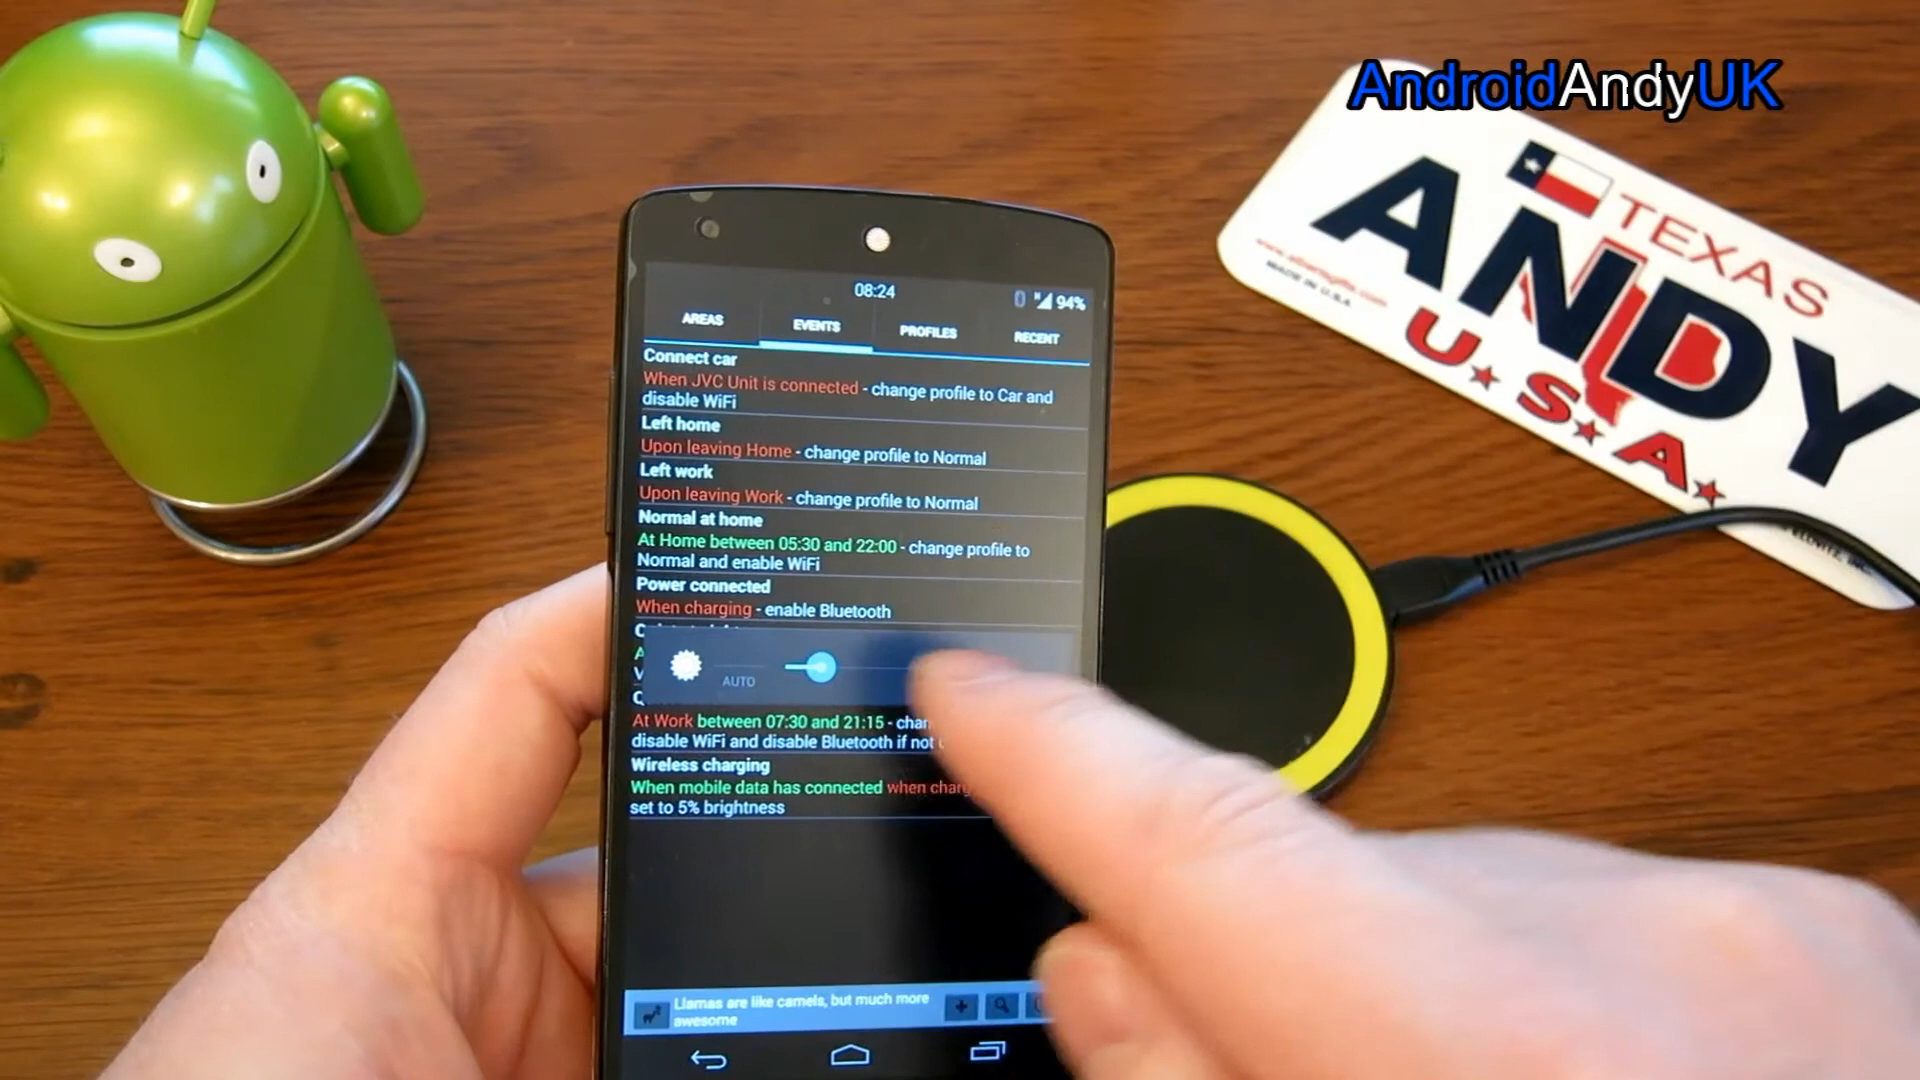 AndroidAndyUK
TEXAS
ANDY
U★S★A★
MADE IN U.S.A.
08:24
94%
AREAS EVENTS PROFILES RECENT
Connect car
When JVC Unit is connected - change profile to Car and
disable WiFi
Left home
Upon leaving Home - change profile to Normal
Left work
Upon leaving Work - change profile to Normal
Normal at home
At Home between 05:30 and 22:00 - change profile to
Normal and enable WiFi
Power connected
When charging - enable Bluetooth
AUTO
At Work between 07:30 and 21:15 -
disable WiFi and disable Bluetooth if not
Wireless charging
When mobile data has connected when
set to 5% brightness
Llamas are like camels, but much more
awesome